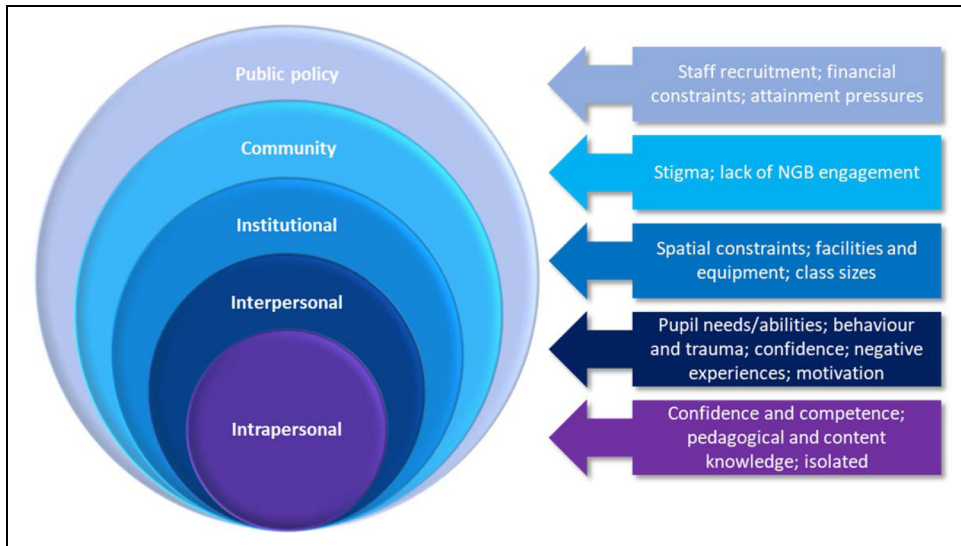 Public policy
Staff recruitment; financial
constraints; attainment pressures
Community
Stigma; lack of NGB engagement
Institutional
Spatial constraints; facilities and
equipment; class sizes
Interpersonal
Pupil needs/abilities; behaviour
and trauma; confidence; negative
experiences; motivation
Intrapersonal
Confidence and competence;
pedagogical and content
knowledge; isolated